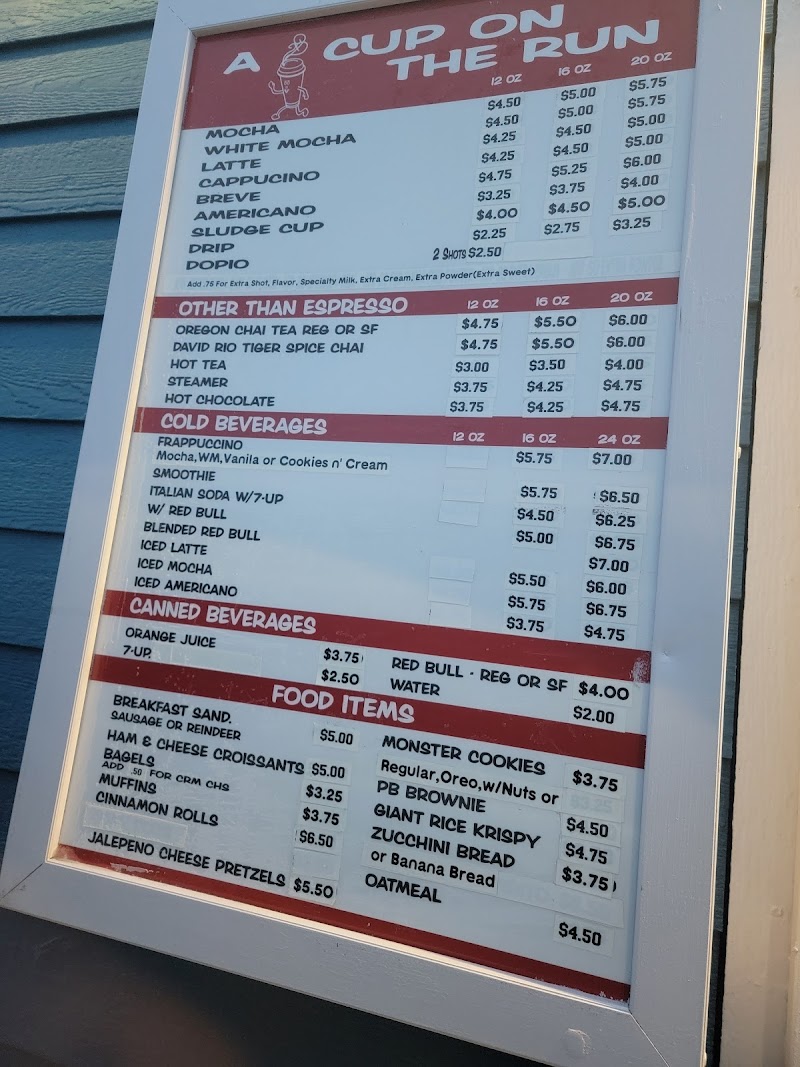 A CUP ON
THE RUN
12 OZ 16 OZ 20 OZ
MOCHA $4.50 $5.00 $5.75
WHITE MOCHA $4.50 $5.00 $5.75
LATTE $4.25 $4.50 $5.00
CAPPUCINO $4.25 $4.50 $5.00
BREVE $4.75 $5.25 $6.00
AMERICANO $3.25 $3.75 $4.00
SLUDGE CUP $4.00 $4.50 $5.00
DRIP $2.25 $2.75 $3.25
DOPIO 2 SHOTS $2.50
Add .75 For Extra Shot, Flavor, Specialty Milk, Extra Cream, Extra Powder(Extra Sweet)
OTHER THAN ESPRESSO 12 OZ 16 OZ 20 OZ
OREGON CHAI TEA REG OR SF $4.75 $5.50 $6.00
DAVID RIO TIGER SPICE CHAI $4.75 $5.50 $6.00
HOT TEA $3.00 $3.50 $4.00
STEAMER $3.75 $4.25 $4.75
HOT CHOCOLATE $3.75 $4.25 $4.75
COLD BEVERAGES 12 OZ 16 OZ 24 OZ
FRAPPUCCINO $5.75 $7.00
Mocha,WM,Vanila or Cookies n' Cream
SMOOTHIE $5.75 $6.50
ITALIAN SODA W/7-UP $4.50 $6.25
W/ RED BULL $5.00 $6.75
BLENDED RED BULL $7.00
ICED LATTE $5.50 $6.00
ICED MOCHA $5.75 $6.75
ICED AMERICANO $3.75 $4.75
CANNED BEVERAGES
ORANGE JUICE $3.75
7-UP. $2.50
RED BULL - REG OR SF $4.00
WATER $2.00
FOOD ITEMS
BREAKFAST SAND. $5.00
SAUSAGE OR REINDEER
HAM & CHEESE CROISSANTS $5.00
BAGELS $3.25
ADD .50 FOR CRM CHS
MUFFINS $3.75
CINNAMON ROLLS $6.50
JALEPENO CHEESE PRETZELS $5.50
MONSTER COOKIES $3.75
Regular,Oreo,w/Nuts or
PB BROWNIE $4.50
GIANT RICE KRISPY $4.75
ZUCCHINI BREAD $3.75
or Banana Bread
OATMEAL $4.50